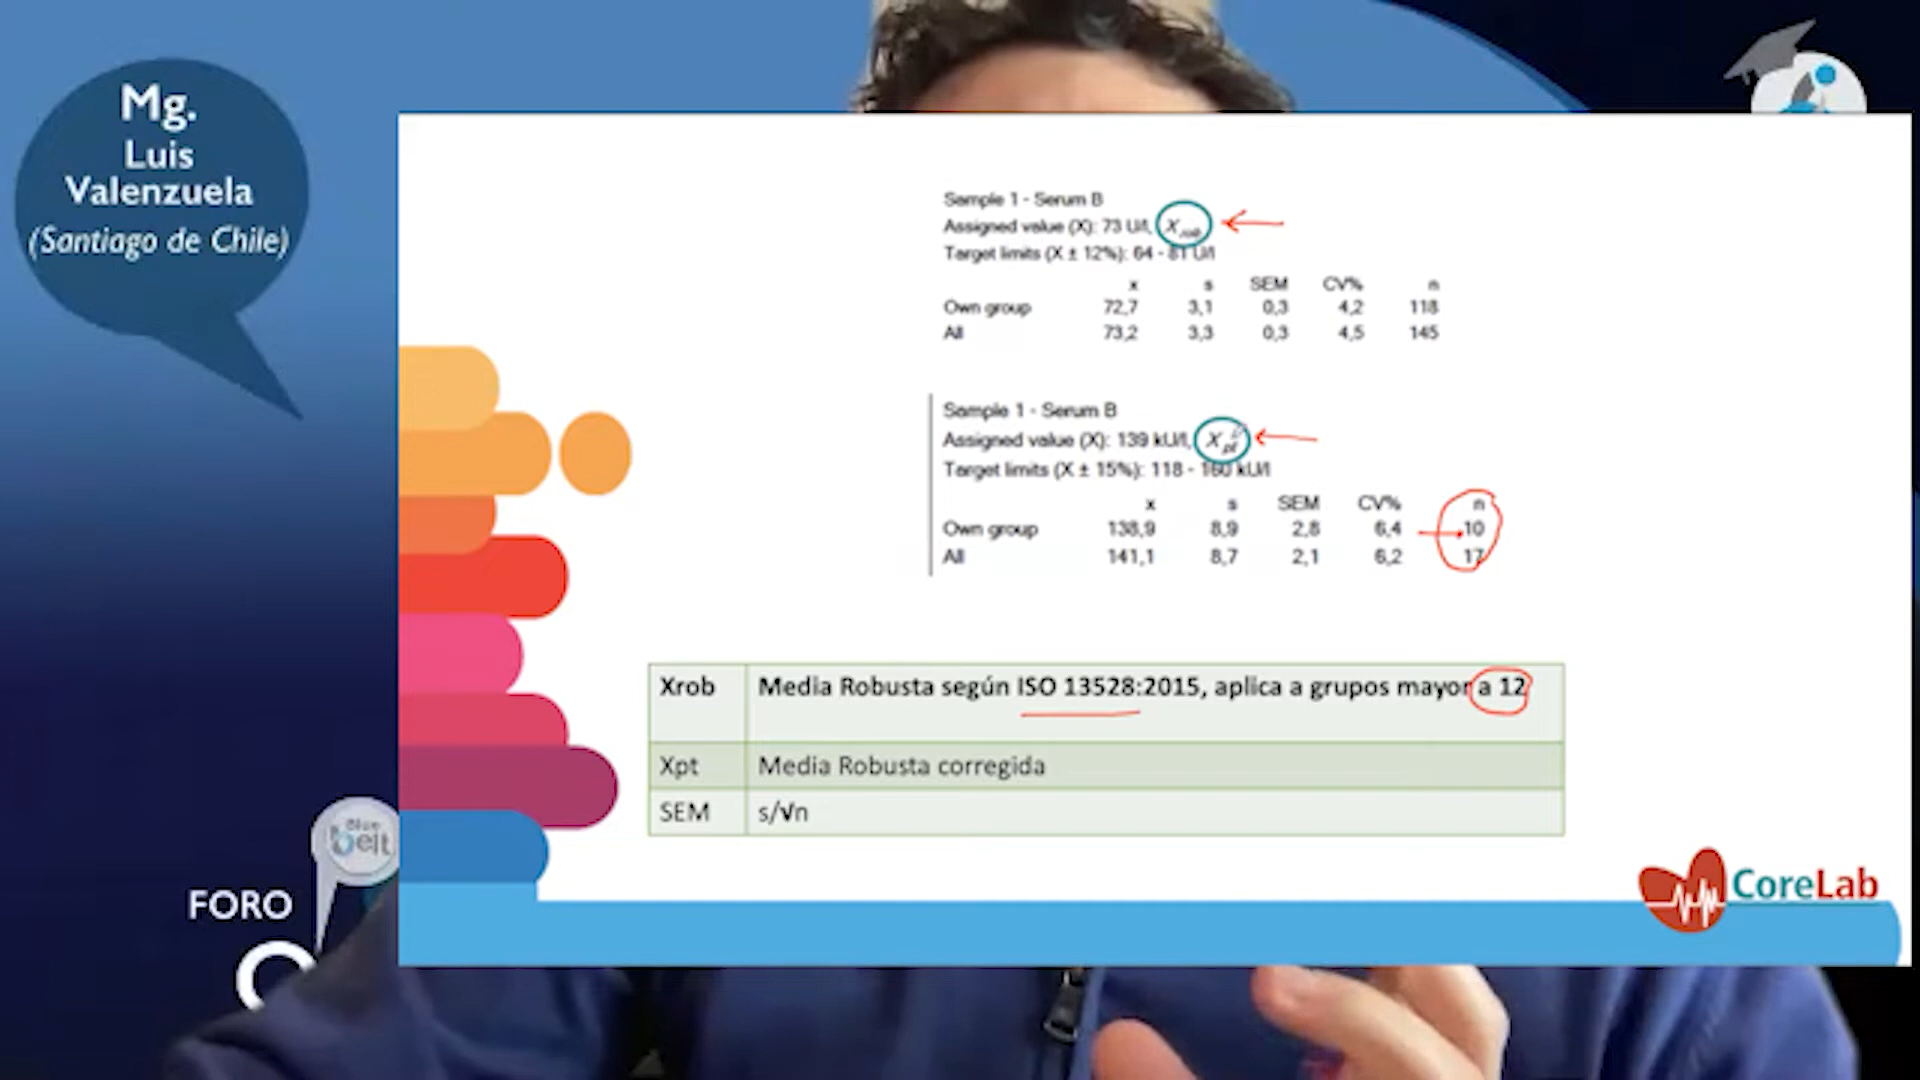 Mg.
Luis
Valenzuela
(Santiago de Chile)
Sample 1 - Serum B
Assigned value (X): 73 U/l, Xrob
Target limits (X ± 12%): 64 - 81 U/l
x s SEM CV% n
Own group 72,7 3,1 0,3 4,2 118
All 73,2 3,3 0,3 4,5 145
Sample 1 - Serum B
Assigned value (X): 139 kU/l, Xpt
Target limits (X ± 15%): 118 - 160 kU/l
x s SEM CV% n
Own group 138,9 8,9 2,8 6,4 10
All 141,1 8,7 2,1 6,2 17
Xrob Media Robusta según ISO 13528:2015, aplica a grupos mayor a 12
Xpt Media Robusta corregida
SEM s/√n
Blue
belt
FORO
CoreLab